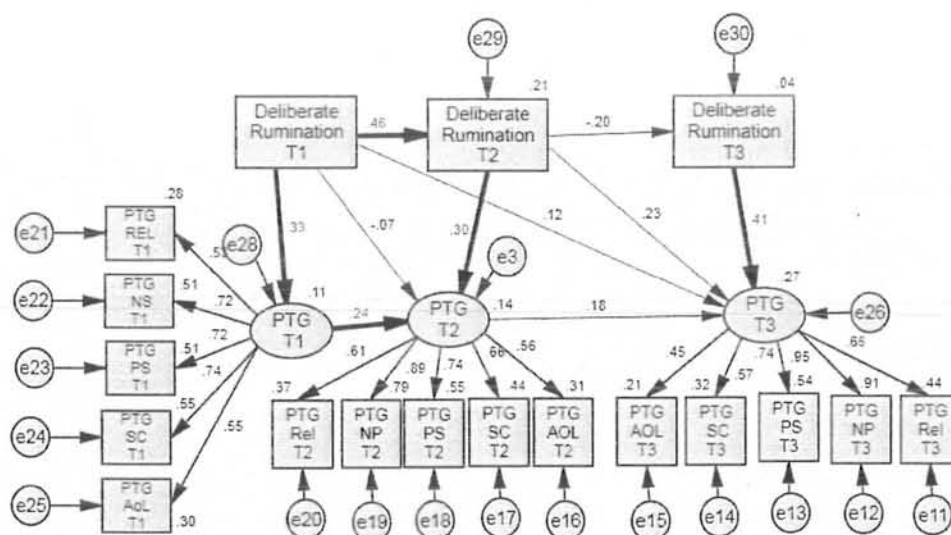 e29
e30
.21
.04
Deliberate
Rumination
T1
.46
Deliberate
Rumination
T2
-.20
Deliberate
Rumination
T3
.28
e21
PTG
REL
T1
.33
-.07
.30
.12
.23
.41
e28
e3
e22
.51
PTG
NS
T1
.72
.11
PTG
T1
.24
PTG
T2
.14
.18
.27
PTG
T3
e26
e23
.51
PTG
PS
T1
.72
e24
PTG
SC
T1
.74
.55
e25
PTG
AoL
T1
.55
.30
.61
.89
.74
.66
.56
.45
.74
.95
.66
.37
.79
.55
.44
.31
.21
.32
.57
.54
.91
.44
PTG
Rel
T2
PTG
NP
T2
PTG
PS
T2
PTG
SC
T2
PTG
AOL
T2
PTG
AOL
T3
PTG
SC
T3
PTG
PS
T3
PTG
NP
T3
PTG
Rel
T3
e20
e19
e18
e17
e16
e15
e14
e13
e12
e11